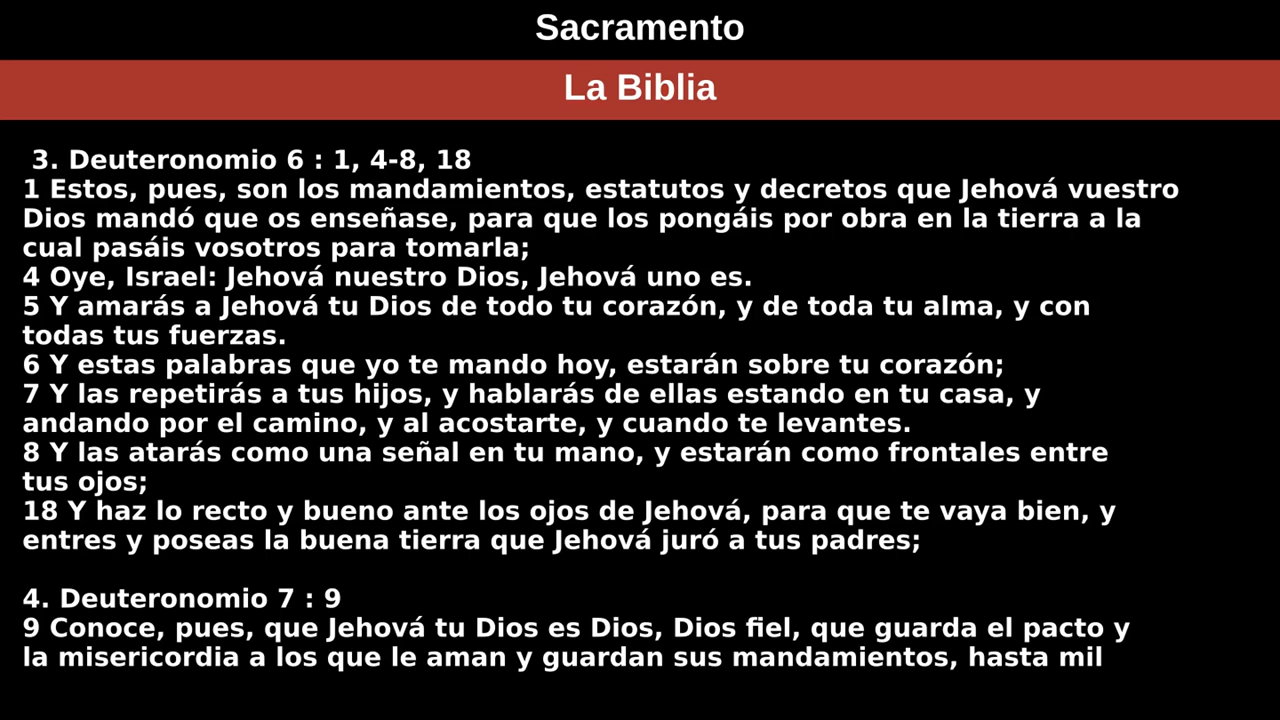 Sacramento
La Biblia
3. Deuteronomio 6 : 1, 4-8, 18
1 Estos, pues, son los mandamientos, estatutos y decretos que Jehová vuestro
Dios mandó que os enseñase, para que los pongáis por obra en la tierra a la
cual pasáis vosotros para tomarla;
4 Oye, Israel: Jehová nuestro Dios, Jehová uno es.
5 Y amarás a Jehová tu Dios de todo tu corazón, y de toda tu alma, y con
todas tus fuerzas.
6 Y estas palabras que yo te mando hoy, estarán sobre tu corazón;
7 Y las repetirás a tus hijos, y hablarás de ellas estando en tu casa, y
andando por el camino, y al acostarte, y cuando te levantes.
8 Y las atarás como una señal en tu mano, y estarán como frontales entre
tus ojos;
18 Y haz lo recto y bueno ante los ojos de Jehová, para que te vaya bien, y
entres y poseas la buena tierra que Jehová juró a tus padres;
4. Deuteronomio 7 : 9
9 Conoce, pues, que Jehová tu Dios es Dios, Dios fiel, que guarda el pacto y
la misericordia a los que le aman y guardan sus mandamientos, hasta mil